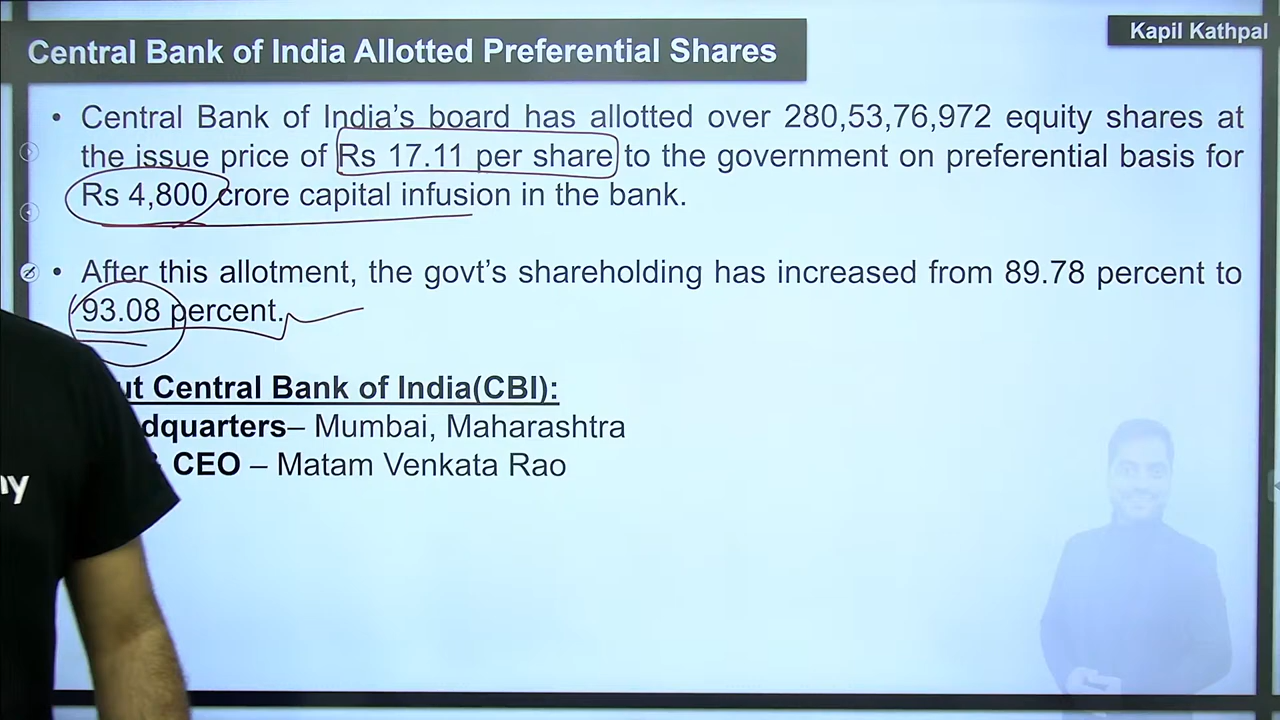 Central Bank of India Allotted Preferential Shares
Kapil Kathpal
• Central Bank of India's board has allotted over 280,53,76,972 equity shares at
the issue price of Rs 17.11 per share to the government on preferential basis for
Rs 4,800 crore capital infusion in the bank.
• After this allotment, the govt's shareholding has increased from 89.78 percent to
93.08 percent.
ut Central Bank of India(CBI):
dquarters– Mumbai, Maharashtra
CEO – Matam Venkata Rao
ny